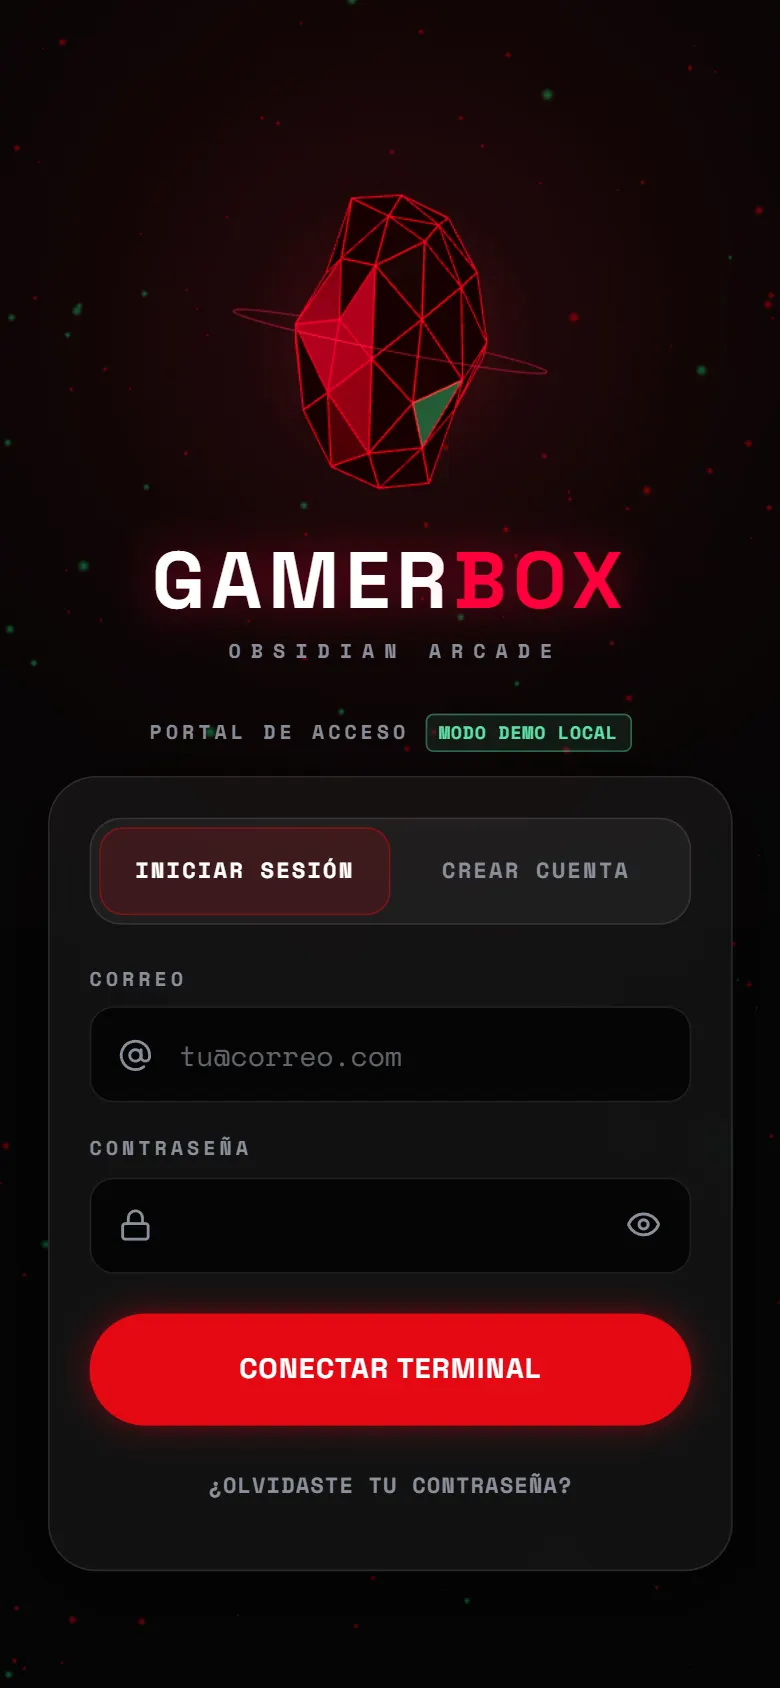 GAMERBOX
OBSIDIAN ARCADE
PORTAL DE ACCESO MODO DEMO LOCAL
INICIAR SESIÓN CREAR CUENTA
CORREO
tu@correo.com
CONTRASEÑA
CONECTAR TERMINAL
¿OLVIDASTE TU CONTRASEÑA?